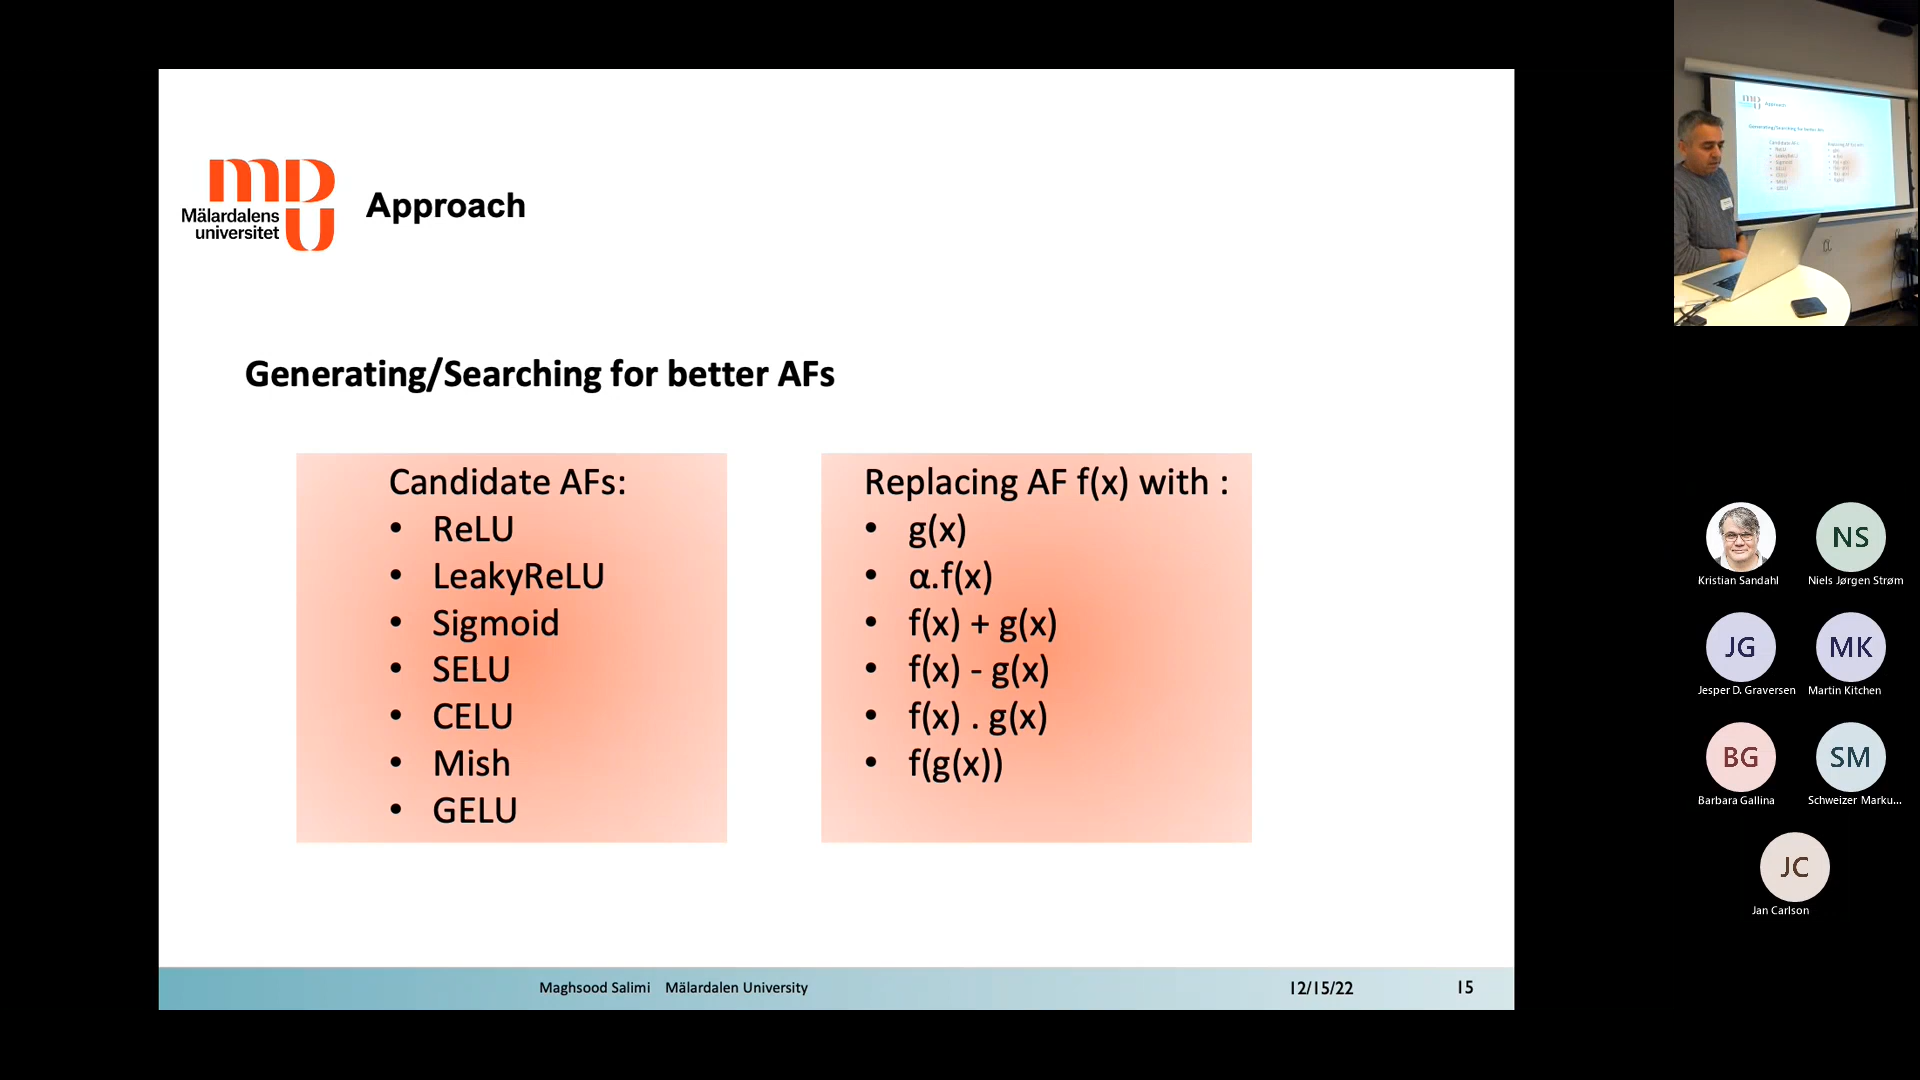 Mälardalens
universitet
Approach
Generating/Searching for better AFs
Candidate AFs:
• ReLU
• LeakyReLU
• Sigmoid
• SELU
• CELU
• Mish
• GELU
Replacing AF f(x) with :
• g(x)
• α.f(x)
• f(x) + g(x)
• f(x) - g(x)
• f(x) . g(x)
• f(g(x))
Maghsood Salimi Mälardalen University
12/15/22
15
Kristian Sandahl
NS
Niels Jørgen Strøm
JG
Jesper D. Graversen
MK
Martin Kitchen
BG
Barbara Gallina
SM
Schweizer Marku...
JC
Jan Carlson